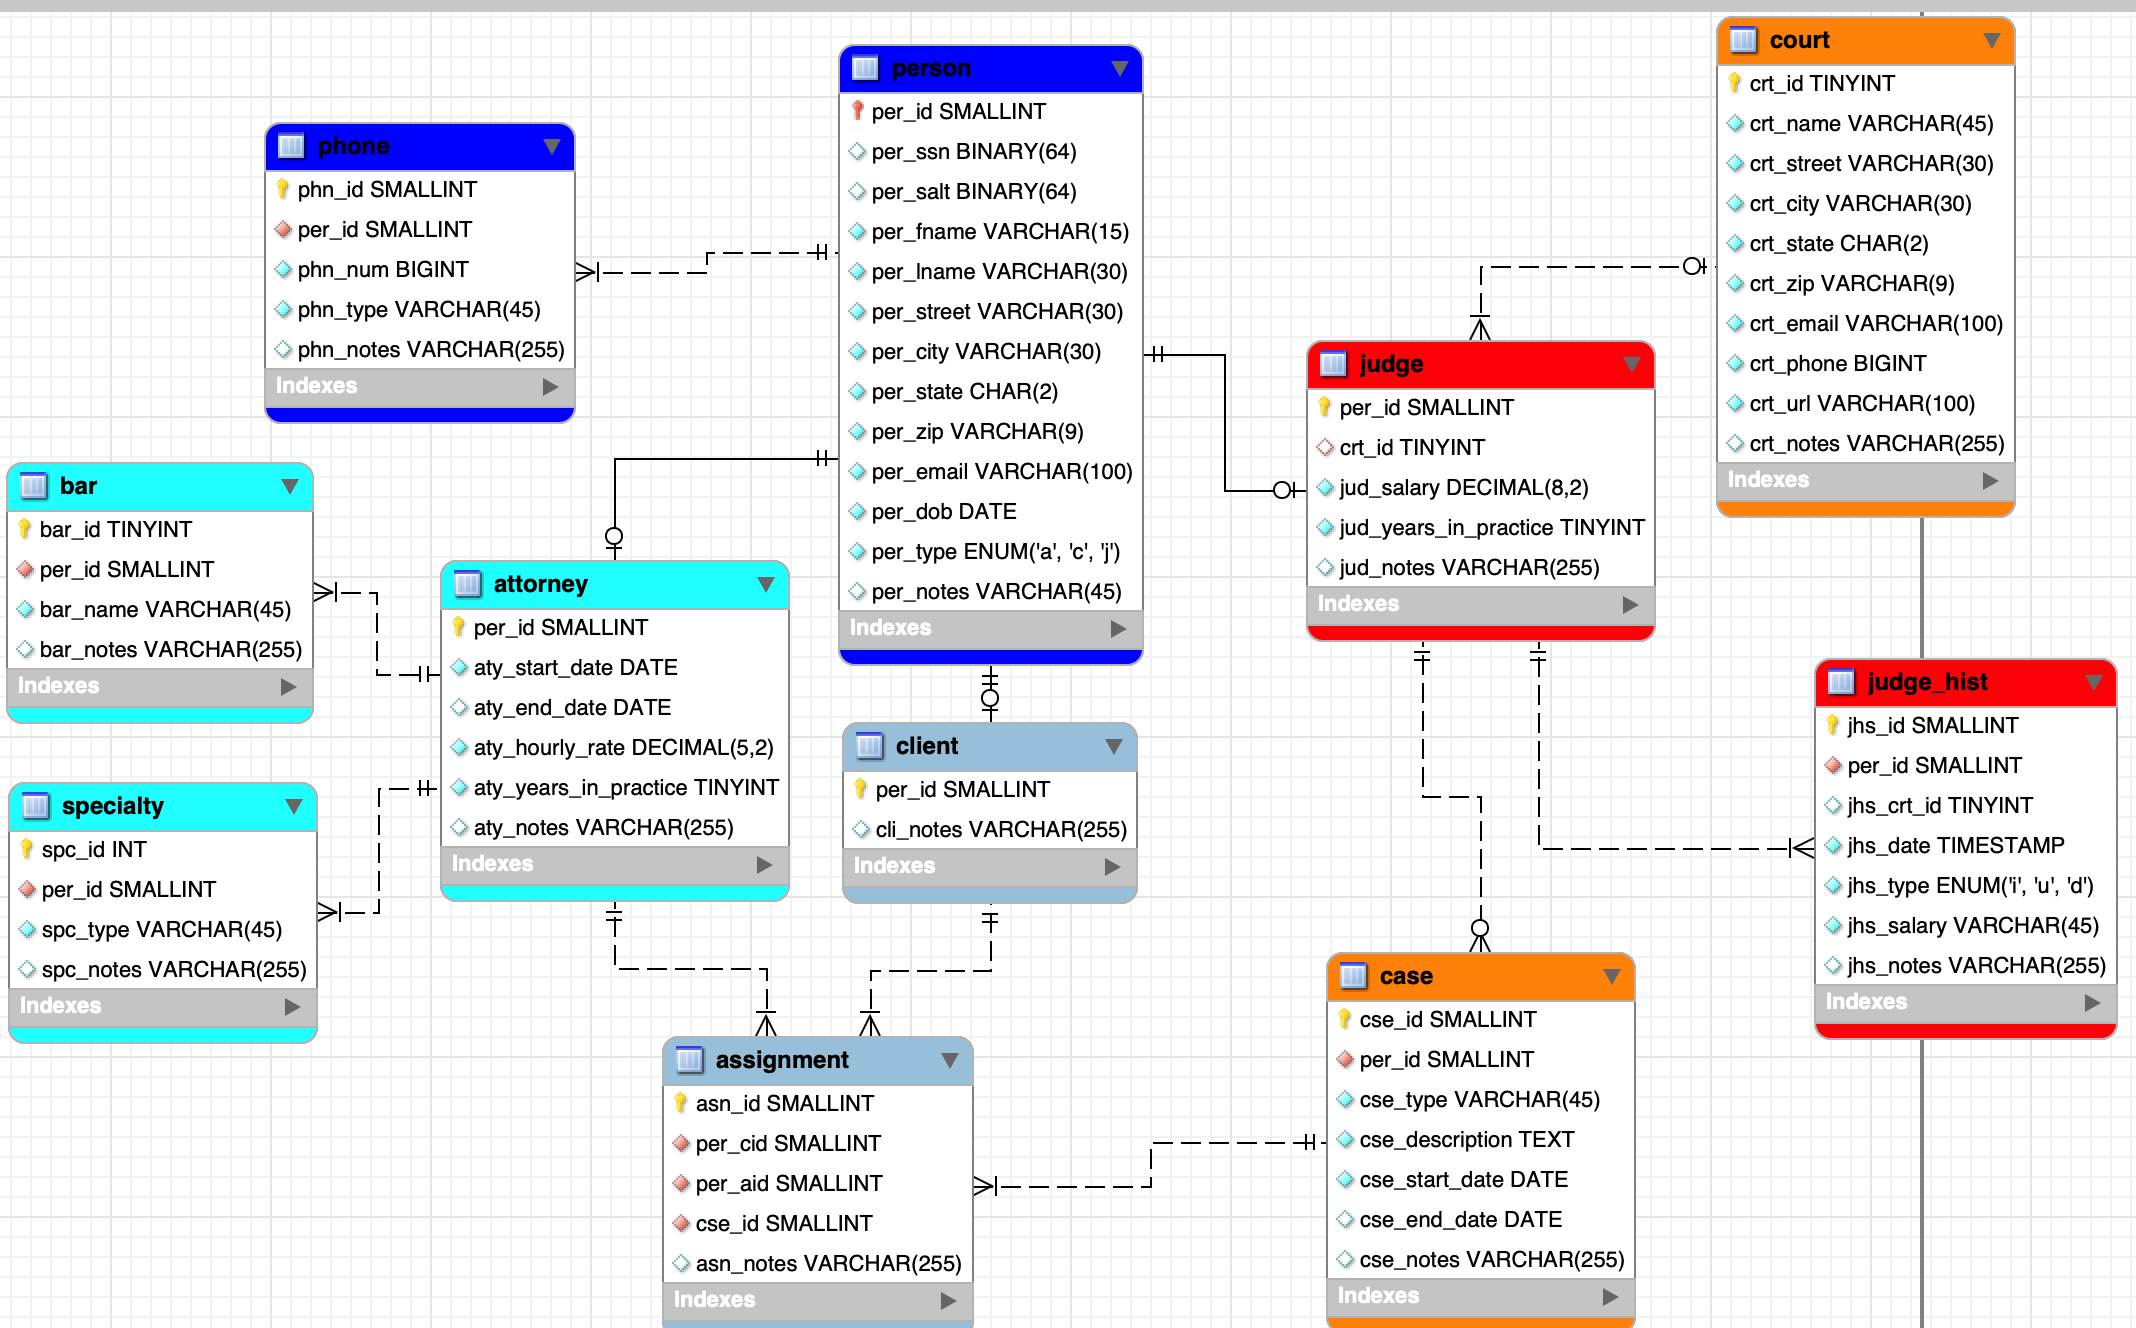 phone
phn_id SMALLINT
per_id SMALLINT
phn_num BIGINT
phn_type VARCHAR(45)
phn_notes VARCHAR(255)
Indexes
person
per_id SMALLINT
per_ssn BINARY(64)
per_salt BINARY(64)
per_fname VARCHAR(15)
per_lname VARCHAR(30)
per_street VARCHAR(30)
per_city VARCHAR(30)
per_state CHAR(2)
per_zip VARCHAR(9)
per_email VARCHAR(100)
per_dob DATE
per_type ENUM('a', 'c', 'j')
per_notes VARCHAR(45)
Indexes
court
crt_id TINYINT
crt_name VARCHAR(45)
crt_street VARCHAR(30)
crt_city VARCHAR(30)
crt_state CHAR(2)
crt_zip VARCHAR(9)
crt_email VARCHAR(100)
crt_phone BIGINT
crt_url VARCHAR(100)
crt_notes VARCHAR(255)
Indexes
judge
per_id SMALLINT
crt_id TINYINT
jud_salary DECIMAL(8,2)
jud_years_in_practice TINYINT
jud_notes VARCHAR(255)
Indexes
bar
bar_id TINYINT
per_id SMALLINT
bar_name VARCHAR(45)
bar_notes VARCHAR(255)
Indexes
attorney
per_id SMALLINT
aty_start_date DATE
aty_end_date DATE
aty_hourly_rate DECIMAL(5,2)
aty_years_in_practice TINYINT
aty_notes VARCHAR(255)
Indexes
client
per_id SMALLINT
cli_notes VARCHAR(255)
Indexes
judge_hist
jhs_id SMALLINT
per_id SMALLINT
jhs_crt_id TINYINT
jhs_date TIMESTAMP
jhs_type ENUM('i', 'u', 'd')
jhs_salary VARCHAR(45)
jhs_notes VARCHAR(255)
Indexes
specialty
spc_id INT
per_id SMALLINT
spc_type VARCHAR(45)
spc_notes VARCHAR(255)
Indexes
assignment
asn_id SMALLINT
per_cid SMALLINT
per_aid SMALLINT
cse_id SMALLINT
asn_notes VARCHAR(255)
Indexes
case
cse_id SMALLINT
per_id SMALLINT
cse_type VARCHAR(45)
cse_description TEXT
cse_start_date DATE
cse_end_date DATE
cse_notes VARCHAR(255)
Indexes